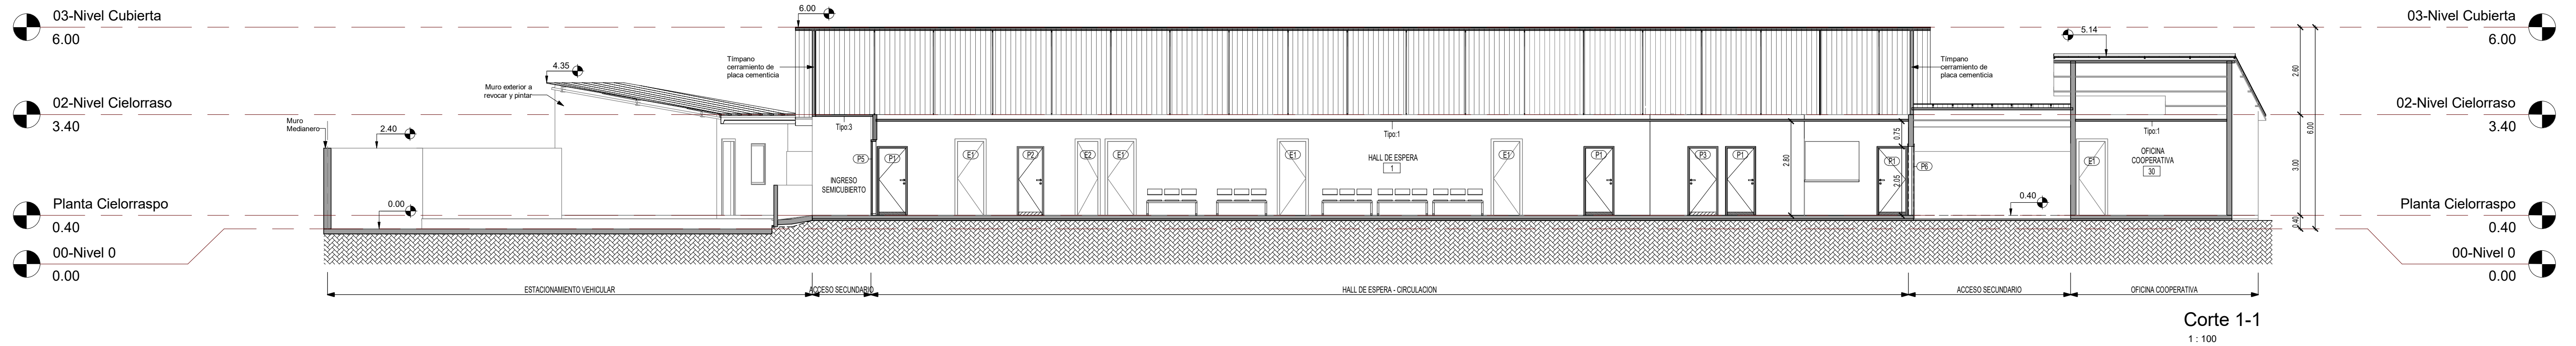 03-Nivel Cubierta
6.00
02-Nivel Cielorraso
3.40
Planta Cielorraspo
0.40
00-Nivel 0
0.00
Muro
Medianero
2.40
0.00
4.35
Muro exterior a
revocar y pintar
6.00
Tímpano
cerramiento de
placa cementicia
Tipo:3
INGRESO
SEMICUBIERTO
P5
P1
E1
P2
E2
E1
E1
Tipo:1
HALL DE ESPERA
1
E1
P1
P3
P1
2.80
0.75
2.05
P1
P6
Tímpano
cerramiento de
placa cementicia
0.40
5.14
E1
Tipo:1
OFICINA
COOPERATIVA
30
2.60
3.00
0.40
6.00
03-Nivel Cubierta
6.00
02-Nivel Cielorraso
3.40
Planta Cielorraspo
0.40
00-Nivel 0
0.00
ESTACIONAMIENTO VEHICULAR
ACCESO SECUNDARIO
HALL DE ESPERA - CIRCULACION
ACCESO SECUNDARIO
OFICINA COOPERATIVA
Corte 1-1
1 : 100